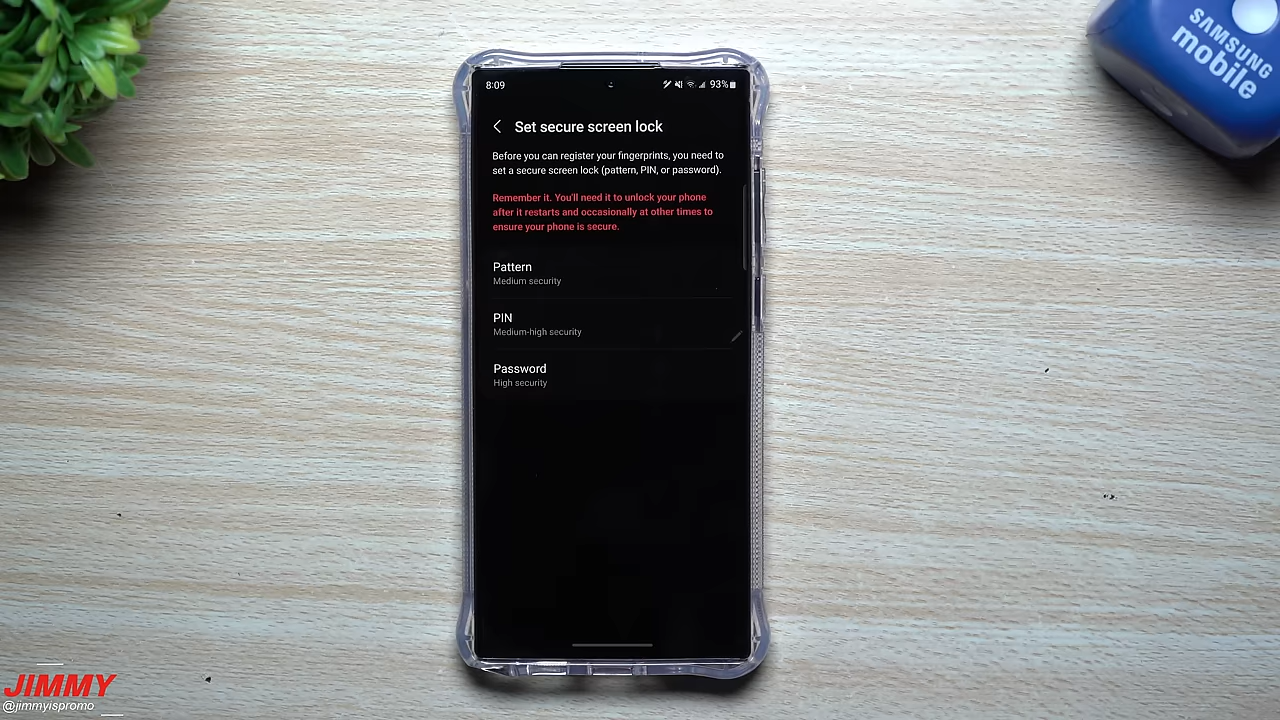 SAMSUNG
mobile
8:09
93%
Set secure screen lock
Before you can register your fingerprints, you need to
set a secure screen lock (pattern, PIN, or password).
Remember it. You'll need it to unlock your phone
after it restarts and occasionally at other times to
ensure your phone is secure.
Pattern
Medium security
PIN
Medium-high security
Password
High security
JIMMY
@jimmyispromo